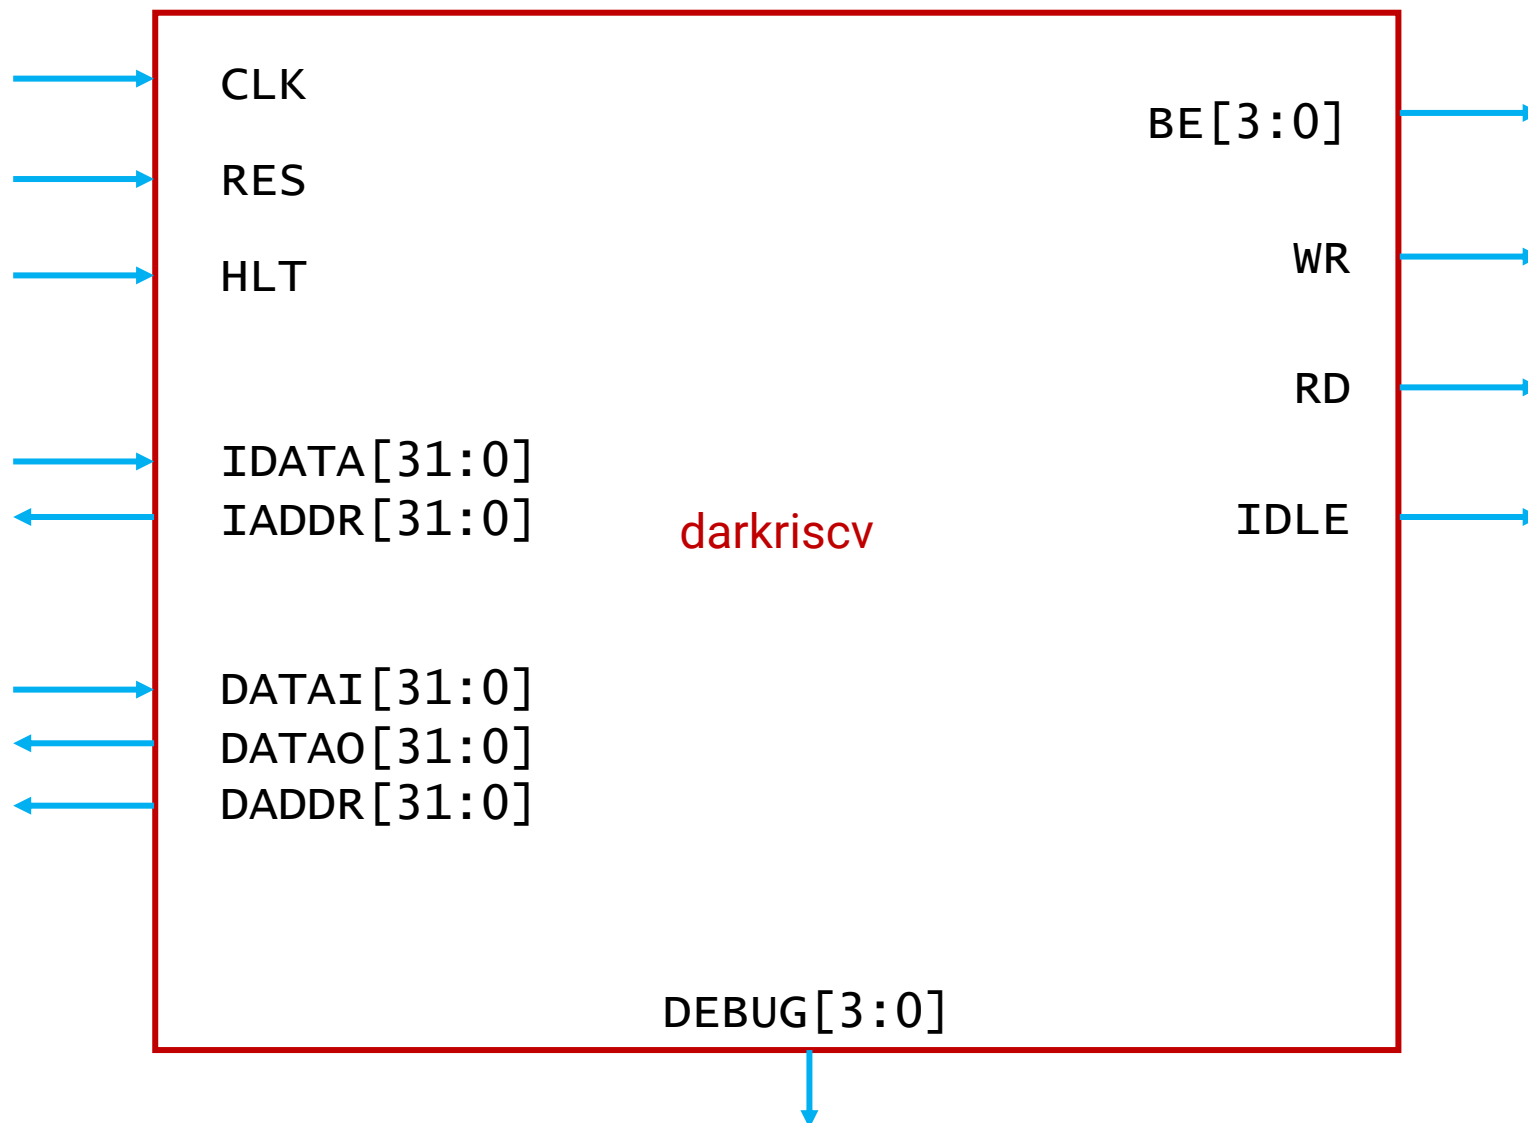 CLK
RES
HLT
IDATA[31:0]
IADDR[31:0]
DATAI[31:0]
DATAO[31:0]
DADDR[31:0]
darkriscv
BE[3:0]
WR
RD
IDLE
DEBUG[3:0]